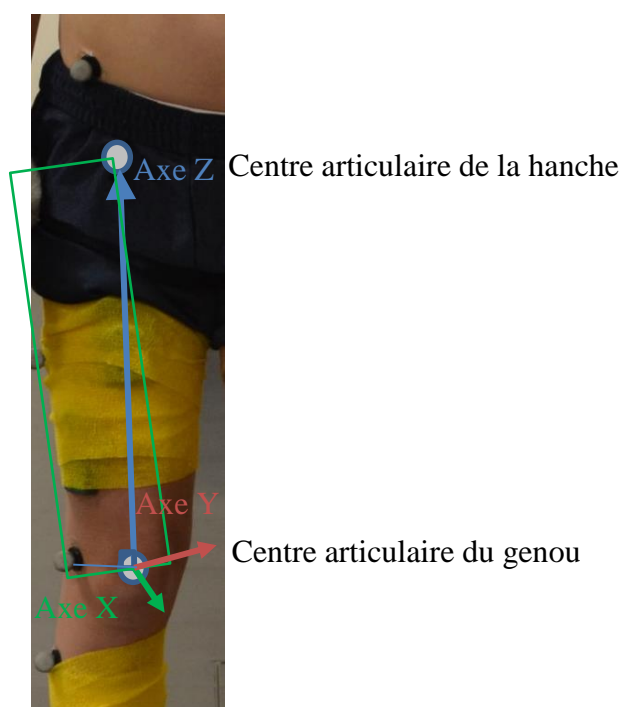 Axe Z
Centre articulaire de la hanche
Axe Y
Centre articulaire du genou
Axe X